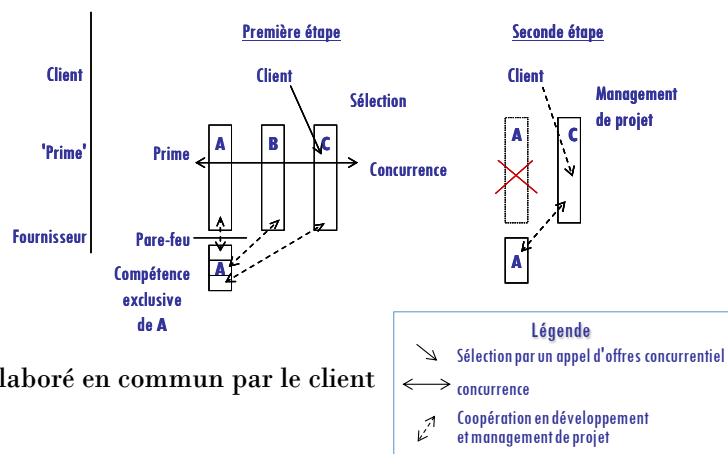 Première étape
Seconde étape
Client
Client
Client
Sélection
Management
de projet
'Prime'
Prime
A
B
C
Concurrence
A
C
Fournisseur
Pare-feu
A
Compétence
exclusive
de A
A
Légende
Sélection par un appel d'offres concurrentiel
concurrence
Coopération en développement
et management de projet
laboré en commun par le client